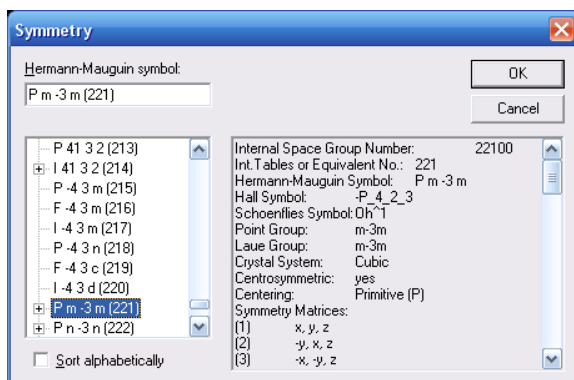 Symmetry
Hermann-Mauguin symbol:
P m -3 m (221)
OK
Cancel
P 41 3 2 (213)
I 41 3 2 (214)
P -4 3 m (215)
F -4 3 m (216)
I -4 3 m (217)
P -4 3 n (218)
F -4 3 c (219)
I -4 3 d (220)
P m -3 m (221)
P n -3 n (222)
Sort alphabetically
Internal Space Group Number: 22100
Int.Tables or Equivalent No.: 221
Hermann-Mauguin Symbol: P m -3 m
Hall Symbol: -P_4_2_3
Schoenflies Symbol:Oh^1
Point Group: m-3m
Laue Group: m-3m
Crystal System: Cubic
Centrosymmetric: yes
Centering: Primitive (P)
Symmetry Matrices:
(1) x, y, z
(2) -y, x, z
(3) -x, -y, z